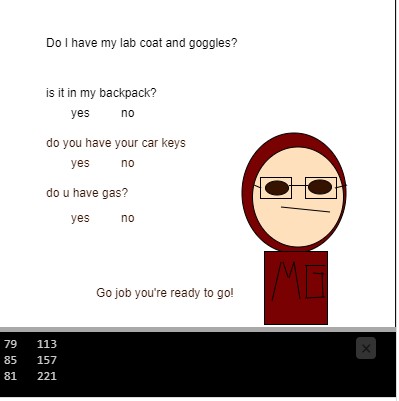 Do I have my lab coat and goggles?
is it in my backpack?
yes no
do you have your car keys
yes no
do u have gas?
yes no
MG
Go job you're ready to go!
79 113
85 157
81 221